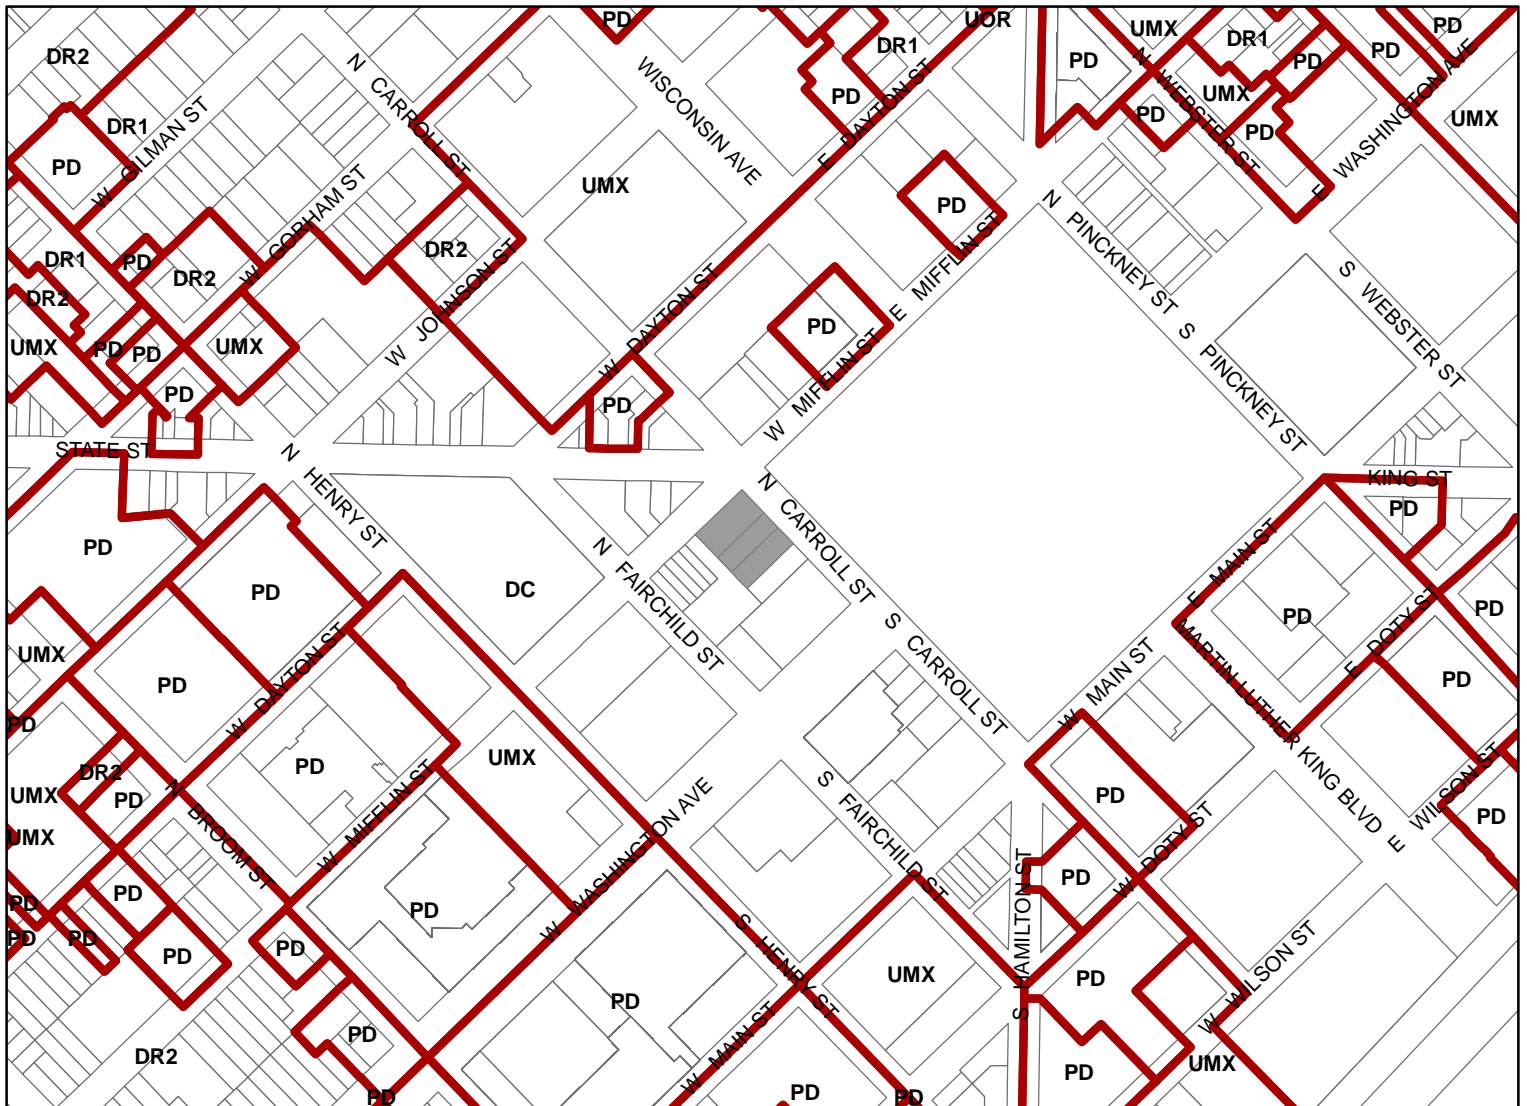 PD
UOR
UMX
DR1
PD
DR2
N CARROLL ST
WISCONSIN AVE
DR1
E DAYTON ST
PD
N WEBSTER ST
PD
PD
E WASHINGTON AVE
PD
UMX
PD
PD
UMX
DR1
W GILMAN ST
PD
UMX
PD
N PINCKNEY ST
PD
W GORHAM ST
DR2
DR1
PD
DR2
DR2
W JOHNSON ST
W DAYTON ST
E MIFFLIN ST
S WEBSTER ST
UMX
PD
PD
UMX
PD
W MIFFLIN ST
S PINCKNEY ST
PD
PD
STATE ST
N HENRY ST
N CARROLL ST
KING ST
PD
PD
N FAIRCHILD ST
DC
PD
E MAIN ST
PD
PD
E DOTY ST
UMX
PD
W DAYTON ST
S CARROLL ST
W MAIN ST
MARTIN LUTHER KING BLVD
PD
PD
DR2
PD
UMX
PD
UMX
N BROOM ST
W MIFFLIN ST
W WASHINGTON AVE
S FAIRCHILD ST
PD
W DOTY ST
E WILSON ST
PD
UMX
PD
PD
PD
PD
PD
PD
PD
PD
S HENRY ST
S HAMILTON ST
PD
UMX
PD
W WILSON ST
PD
PD
DR2
W MAIN ST
PD
UMX
PD
PD
PD